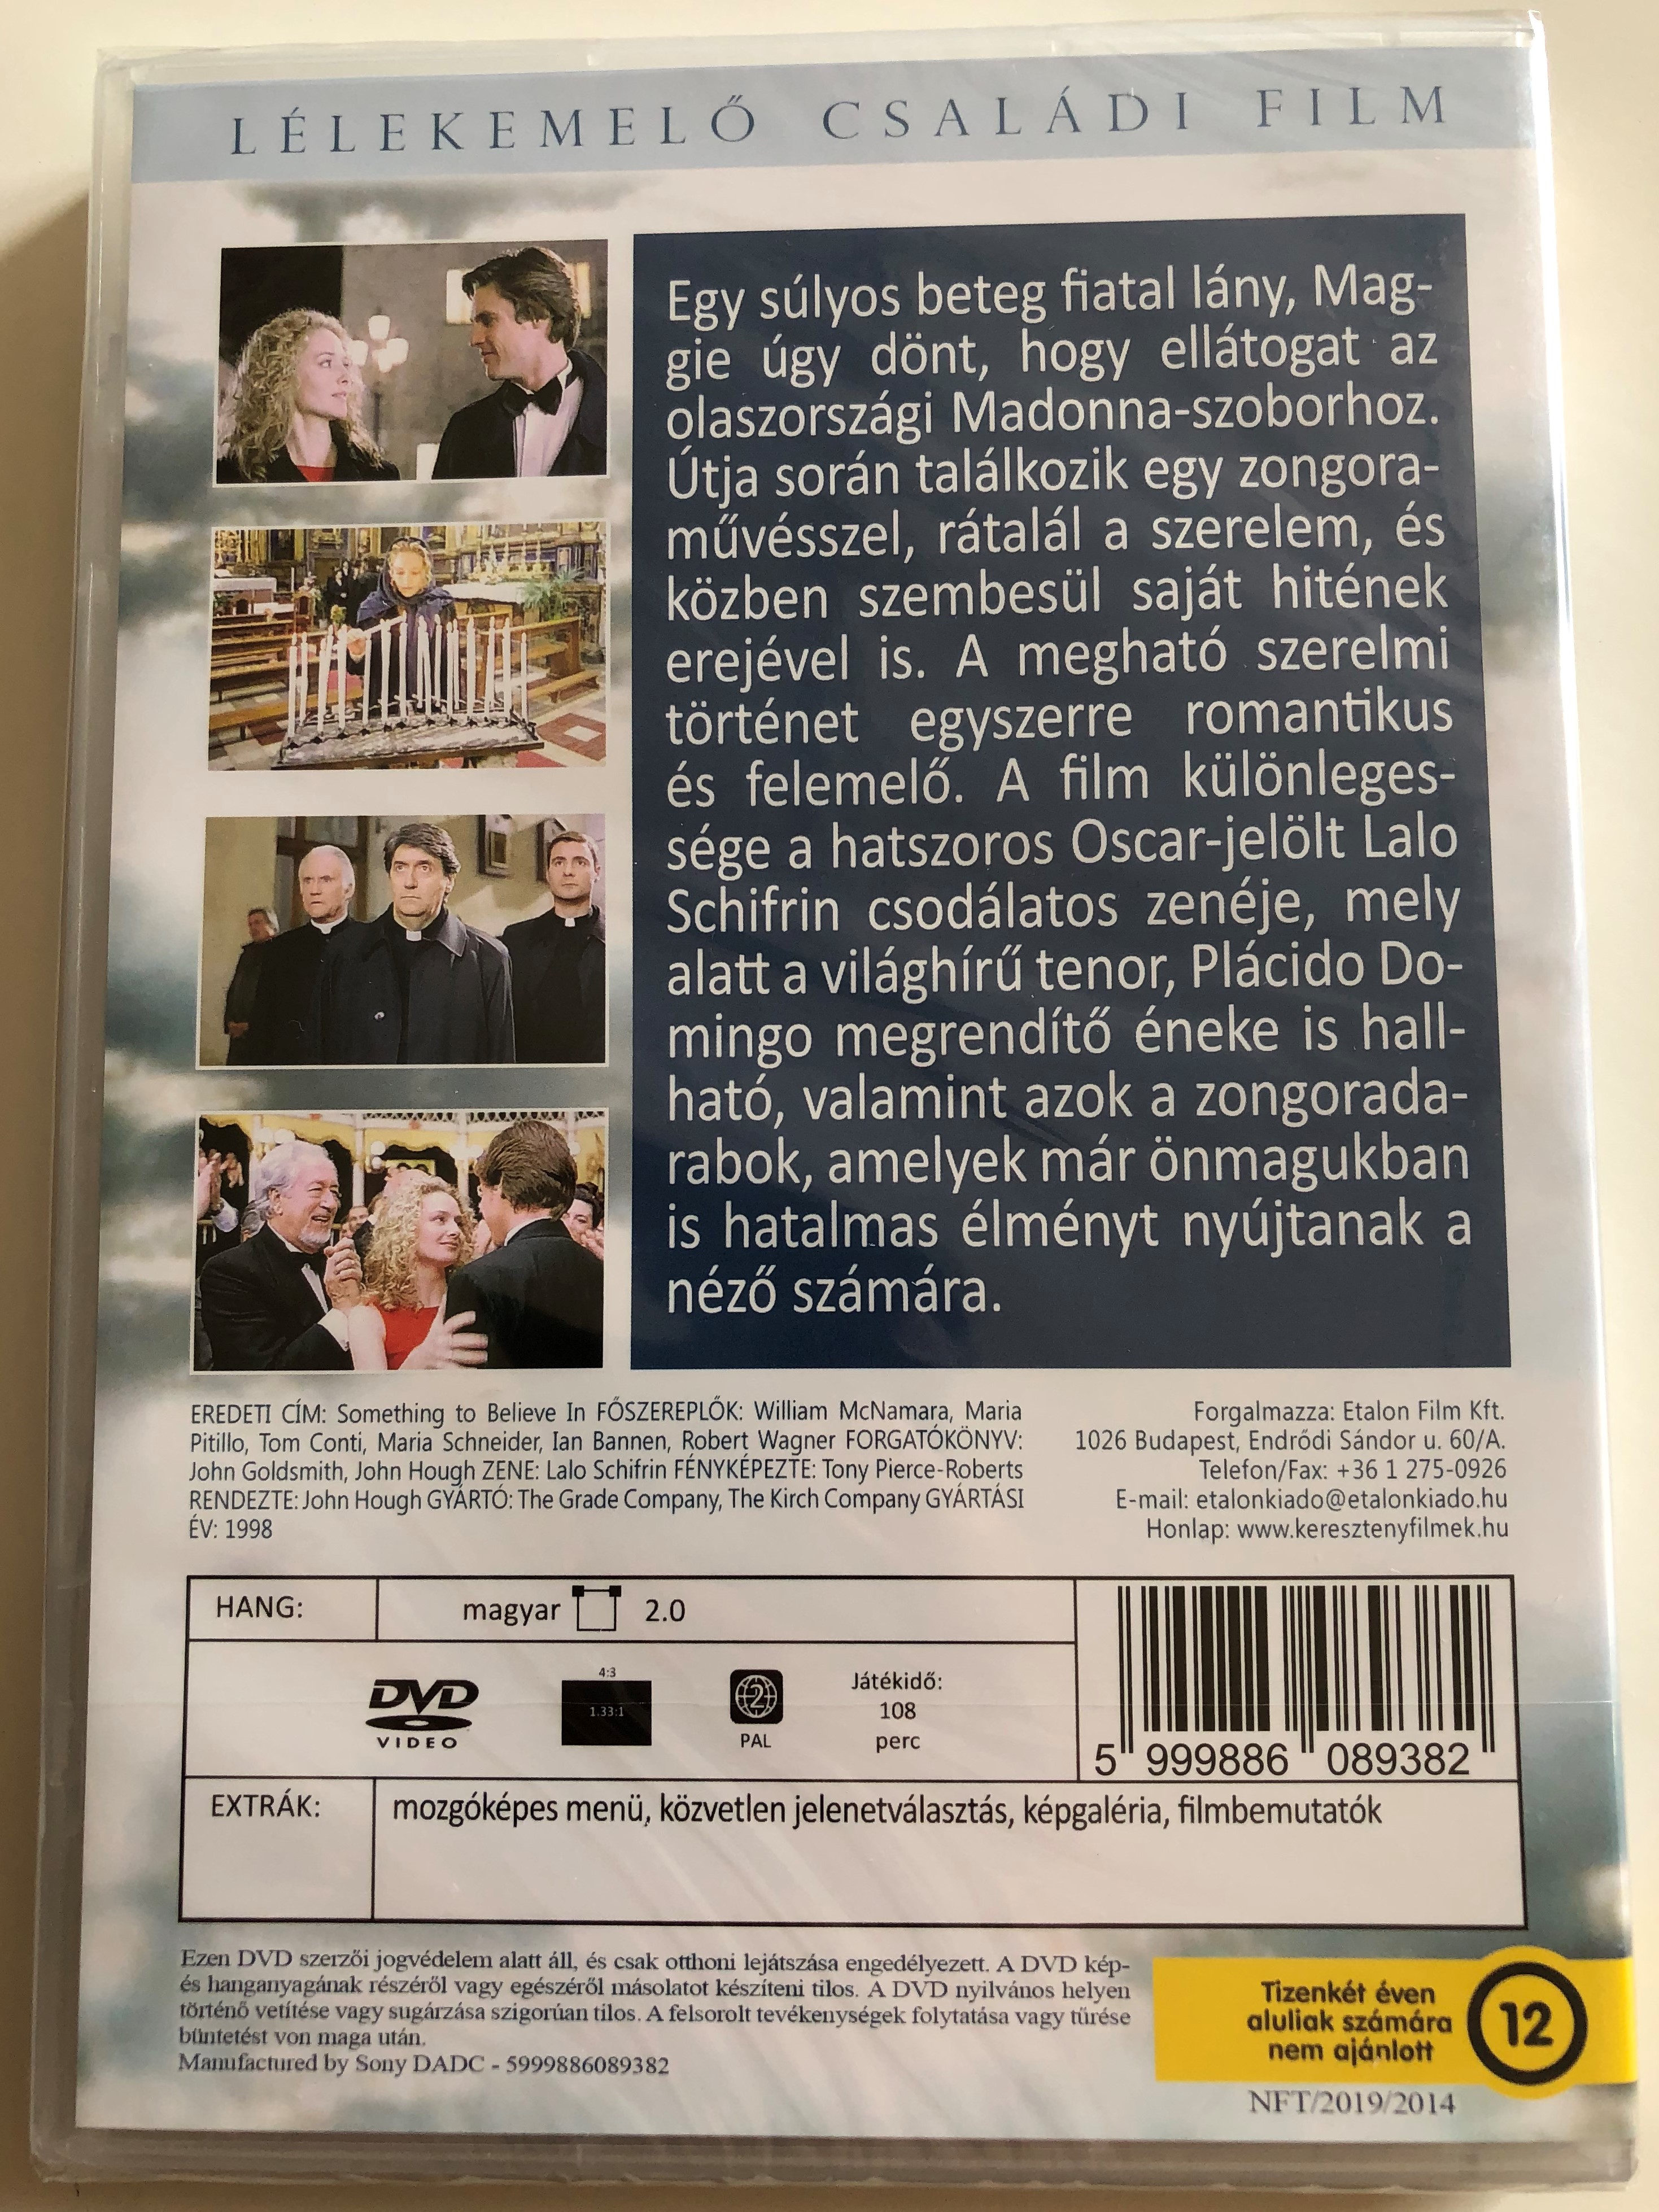 LÉLEKEMELŐ CSALÁDI FILM
Egy súlyos beteg fiatal lány, Mag-
gie úgy dönt, hogy ellátogat az
olaszországi Madonna-szoborhoz.
Útja során találkozik egy zongora-
művésszel, rátalál a szerelem, és
közben szembesül saját hitének
erejével is. A megható szerelmi
történet egyszerre romantikus
és felemelő. A film különleges-
sége a hatszoros Oscar-jelölt Lalo
Schifrin csodálatos zenéje, mely
alatt a világhírű tenor, Plácido Do-
mingo megrendítő éneke is hall-
ható, valamint azok a zongorada-
rabok, amelyek már önmagukban
is hatalmas élményt nyújtanak a
néző számára.
EREDETI CÍM: Something to Believe In FŐSZEREPLŐK: William McNamara, Maria
Pitillo, Tom Conti, Maria Schneider, Ian Bannen, Robert Wagner FORGATÓKÖNYV:
John Goldsmith, John Hough ZENE: Lalo Schifrin FÉNYKÉPEZTE: Tony Pierce-Roberts
RENDEZTE: John Hough GYÁRTÓ: The Grade Company, The Kirch Company GYÁRTÁSI
ÉV: 1998
Forgalmazza: Etalon Film Kft.
1026 Budapest, Endrődi Sándor u. 60/A.
Telefon/Fax: +36 1 275-0926
E-mail: etalonkiado@etalonkiado.hu
Honlap: www.keresztenyfilmek.hu
HANG:
magyar 2.0
DVD
VIDEO
4:3
1.33:1
2
PAL
Játékidő:
108
perc
5 999886 089382
EXTRÁK:
mozgóképes menü, közvetlen jelenetválasztás, képgaléria, filmbemutatók
Ezen DVD szerzői jogvédelem alatt áll, és csak otthoni lejátszása engedélyezett. A DVD kép-
és hanganyagának részéről vagy egészéről másolatot készíteni tilos. A DVD nyilvános helyen
történő vetítése vagy sugárzása szigorúan tilos. A felsorolt tevékenységek folytatása vagy tűrése
büntetést von maga után.
Manufactured by Sony DADC - 5999886089382
Tizenkét éven
aluliak számára
nem ajánlott
12
NFT/2019/2014